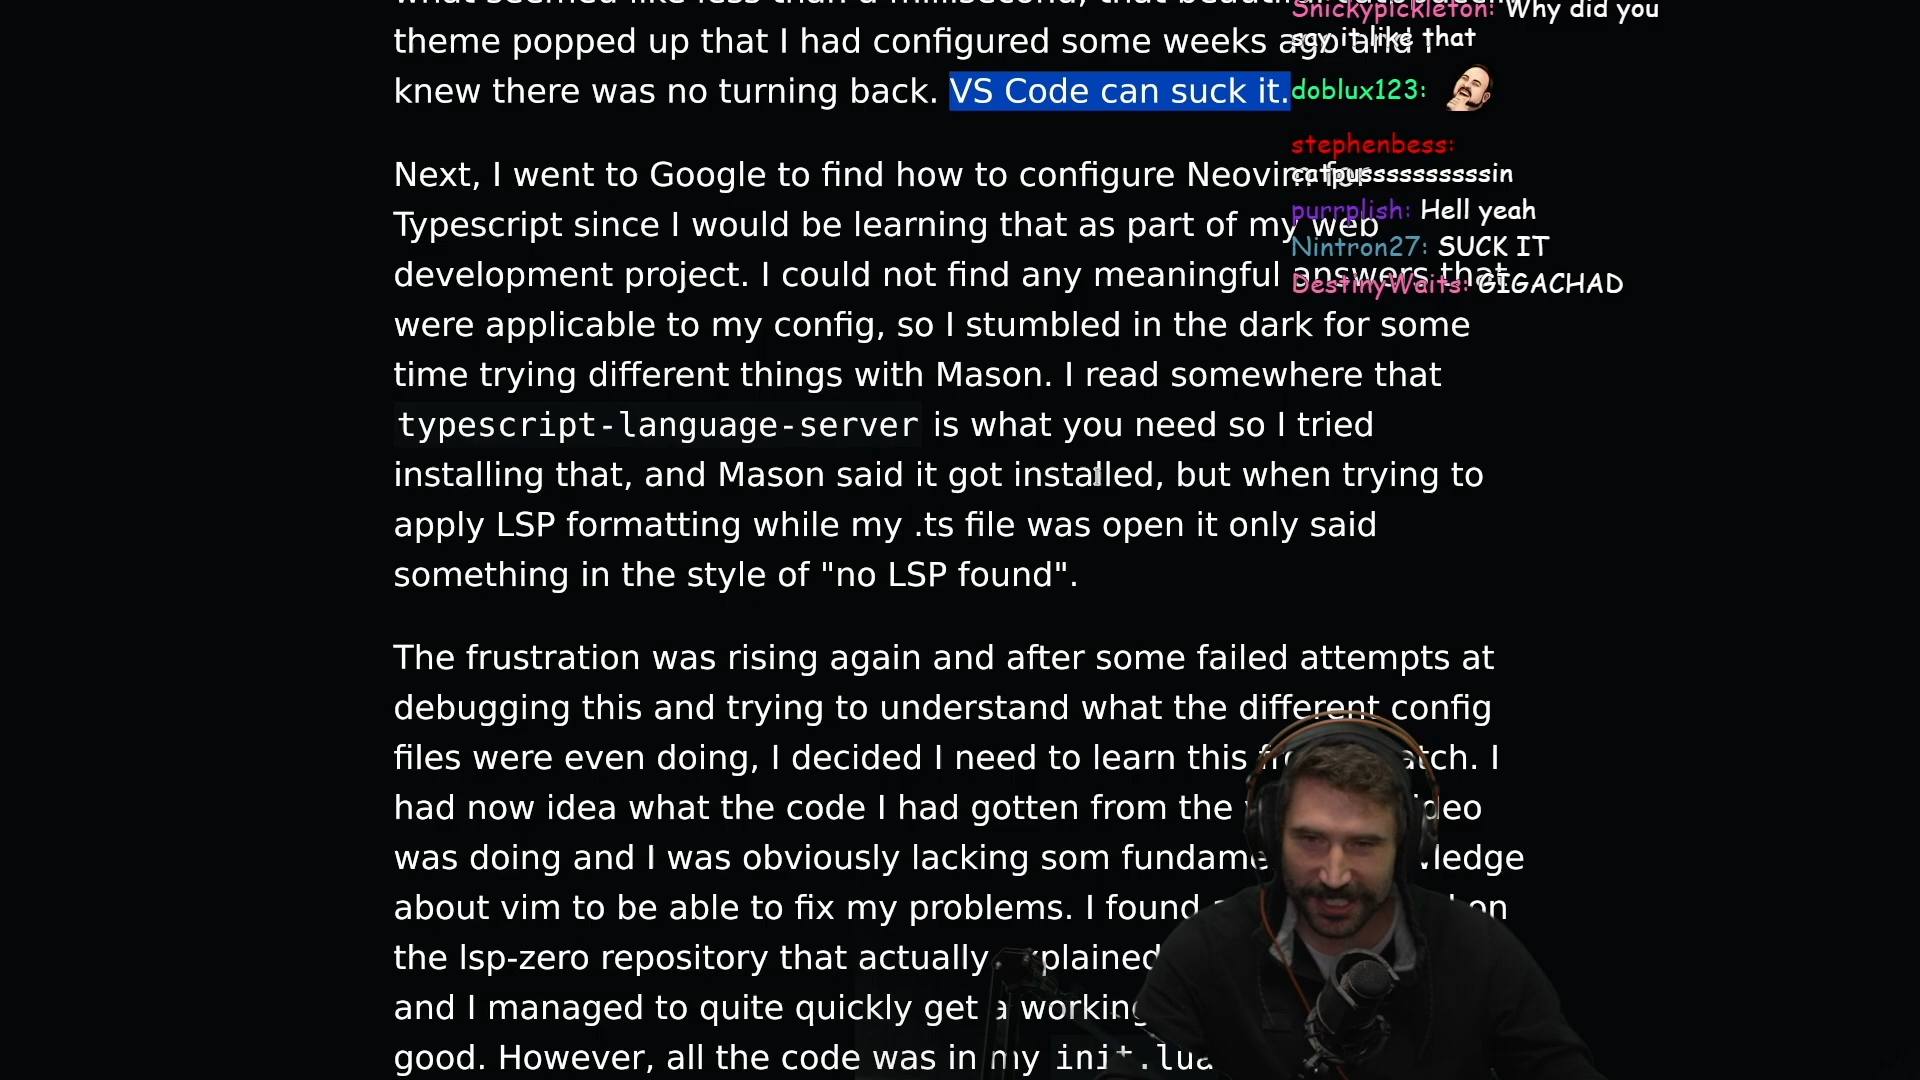 theme popped up that I had configured some weeks ago and I
knew there was no turning back. VS Code can suck it.
Next, I went to Google to find how to configure Neovim for
Typescript since I would be learning that as part of my web
development project. I could not find any meaningful answers that
were applicable to my config, so I stumbled in the dark for some
time trying different things with Mason. I read somewhere that
typescript-language-server is what you need so I tried
installing that, and Mason said it got installed, but when trying to
apply LSP formatting while my .ts file was open it only said
something in the style of "no LSP found".
The frustration was rising again and after some failed attempts at
debugging this and trying to understand what the different config
files were even doing, I decided I need to learn this
I
had now idea what the code I had gotten from the
was doing and I was obviously lacking som
about vim to be able to fix my problems. I found
on
the lsp-zero repository that actually
and I managed to quite quickly get a working
good. However, all the code was in my init.lua
Snickypickleton: Why did you
say it like that
doblux123:
stephenbess:
catpusssssssssssin
purrplish: Hell yeah
Nintron27: SUCK IT
DestinyWaits: GIGACHAD